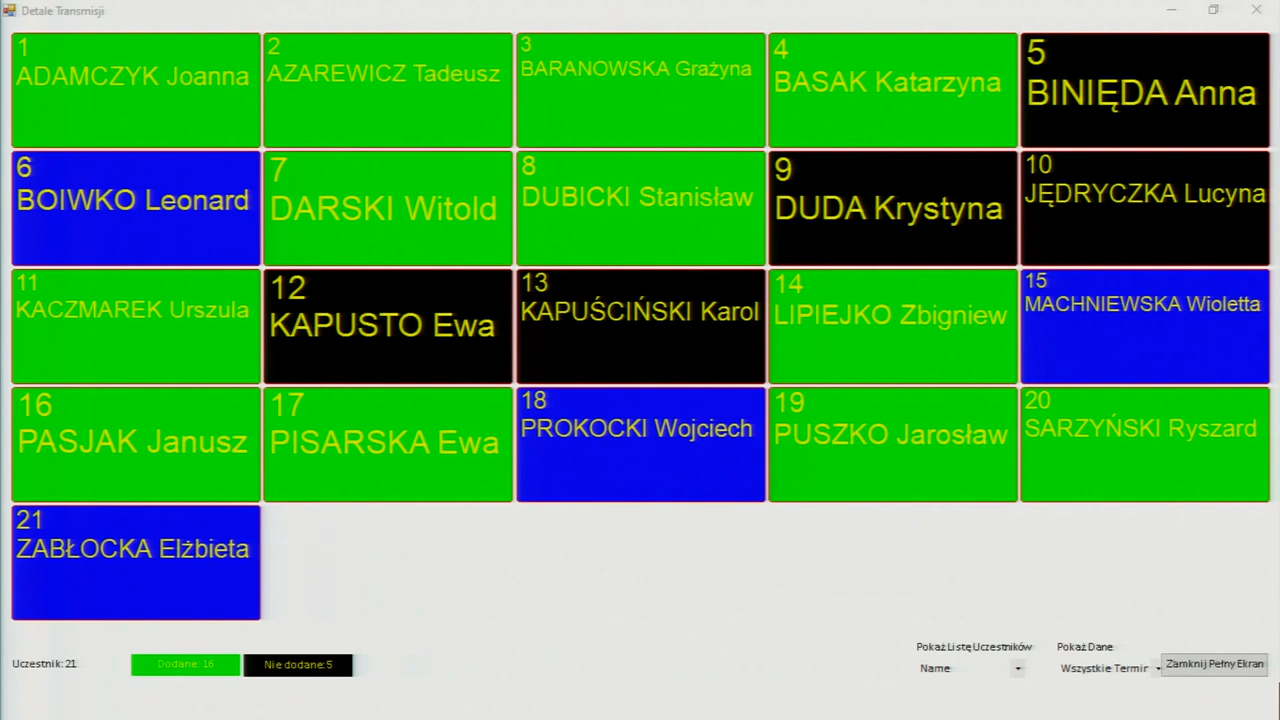 Detale Transmisji
1
ADAMCZYK Joanna
2
AZAREWICZ Tadeusz
3
BARANOWSKA Grażyna
4
BASAK Katarzyna
5
BINIĘDA Anna
6
BOIWKO Leonard
7
DARSKI Witold
8
DUBICKI Stanisław
9
DUDA Krystyna
10
JĘDRYCZKA Lucyna
11
KACZMAREK Urszula
12
KAPUSTO Ewa
13
KAPUŚCIŃSKI Karol
14
LIPIEJKO Zbigniew
15
MACHNIEWSKA Wioletta
16
PASJAK Janusz
17
PISARSKA Ewa
18
PROKOCKI Wojciech
19
PUSZKO Jarosław
20
SARZYŃSKI Ryszard
21
ZABŁOCKA Elżbieta
Uczestnik: 21
Dodane: 16
Nie dodane: 5
Pokaż Listę Uczestników
Name
Pokaż Dane
Wszystkie Termir
Zamknij Pełny Ekran